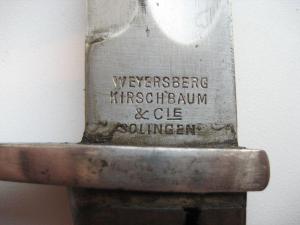 WEYERSBERG
KIRSCHBAUM
& CIE
SOLINGEN